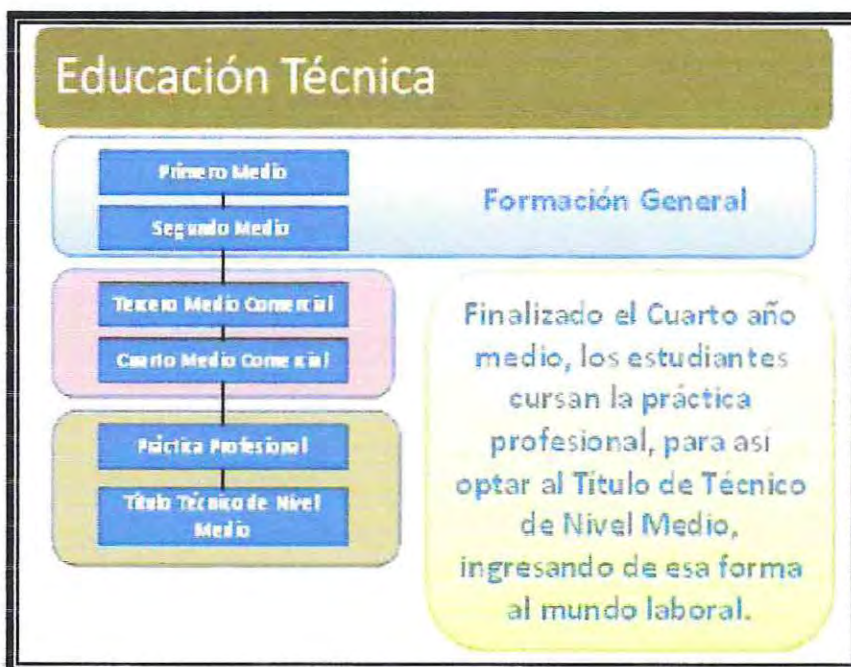 Educación Técnica
Primero Medio
Segundo Medio
Formación General
Tercero Medio Comercial
Cuarto Medio Comercial
Práctica Profesional
Título Técnico de Nivel
Medio
Finalizado el Cuarto año
medio, los estudiantes
cursan la práctica
profesional, para así
optar al Título de Técnico
de Nivel Medio,
ingresando de esa forma
al mundo laboral.